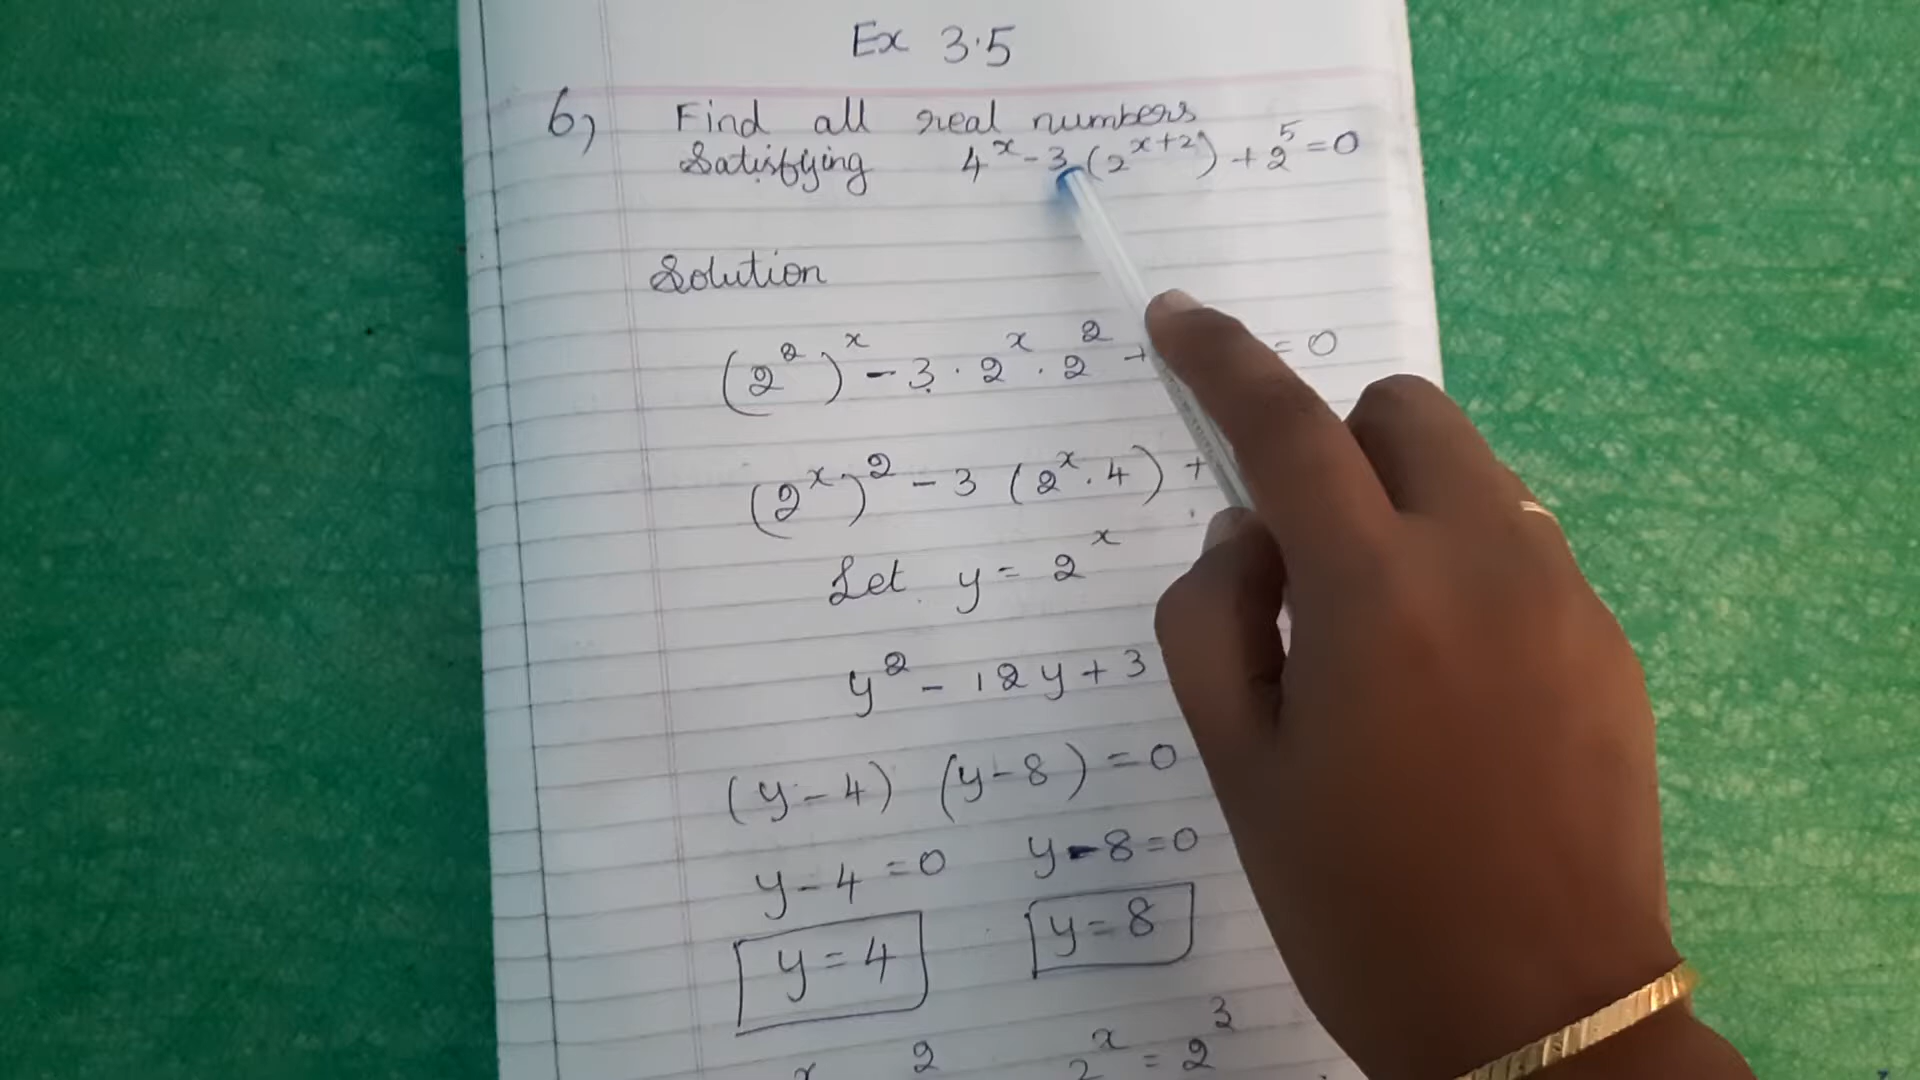 Ex 3.5
6) Find all real numbers
Satisfying 4^x - 3 (2^{x+2}) + 2^5 = 0
Solution
(2^2)^x - 3 . 2^x . 2^2 + = 0
(2^x)^2 - 3 (2^x . 4) +
Let y = 2^x
y^2 - 12y + 3
(y - 4) (y - 8) = 0
y - 4 = 0 y - 8 = 0
y = 4 y = 8
x 2 2^x = 2^3